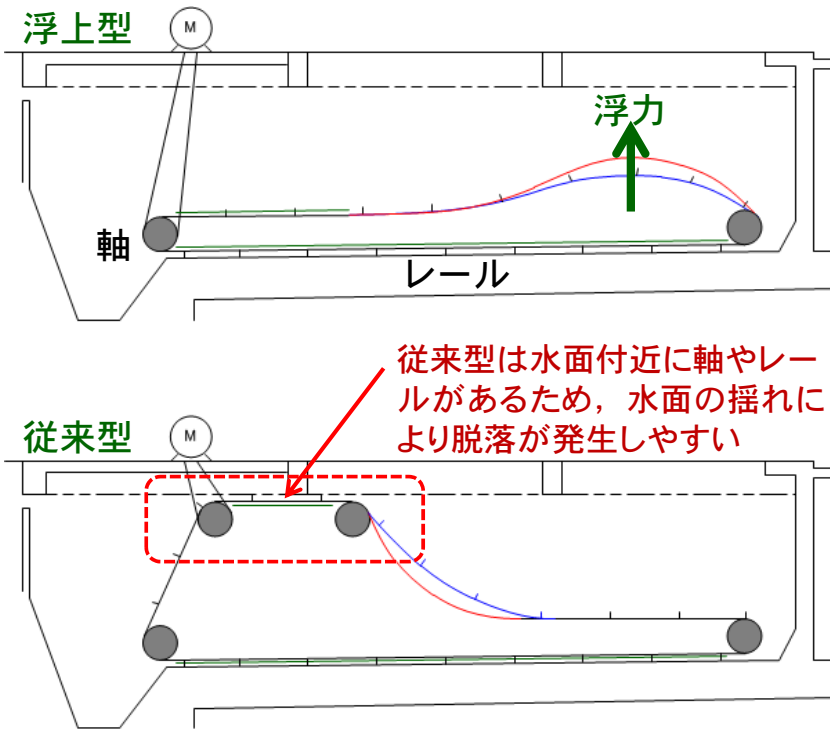 浮上型
M
浮力
軸
レール
従来型は水面付近に軸やレー
ルがあるため，水面の揺れに
より脱落が発生しやすい
従来型
M